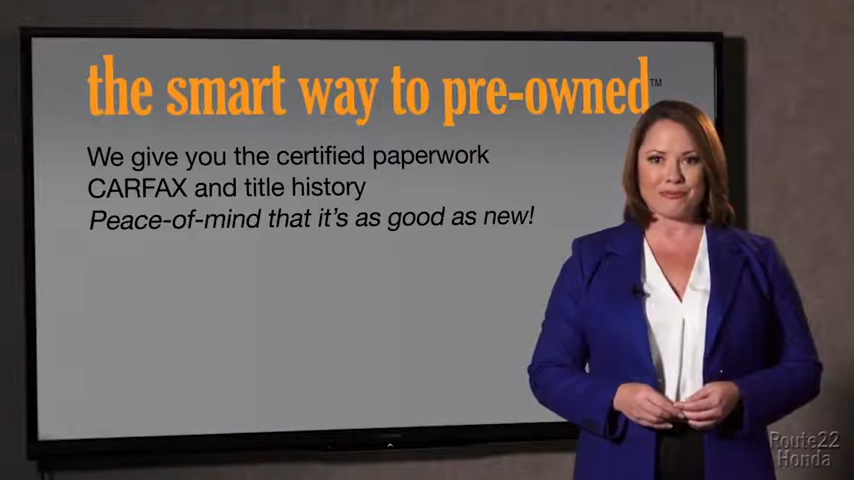 the smart way to pre-owned™
We give you the certified paperwork
CARFAX and title history
Peace-of-mind that it's as good as new!
Route22
Honda